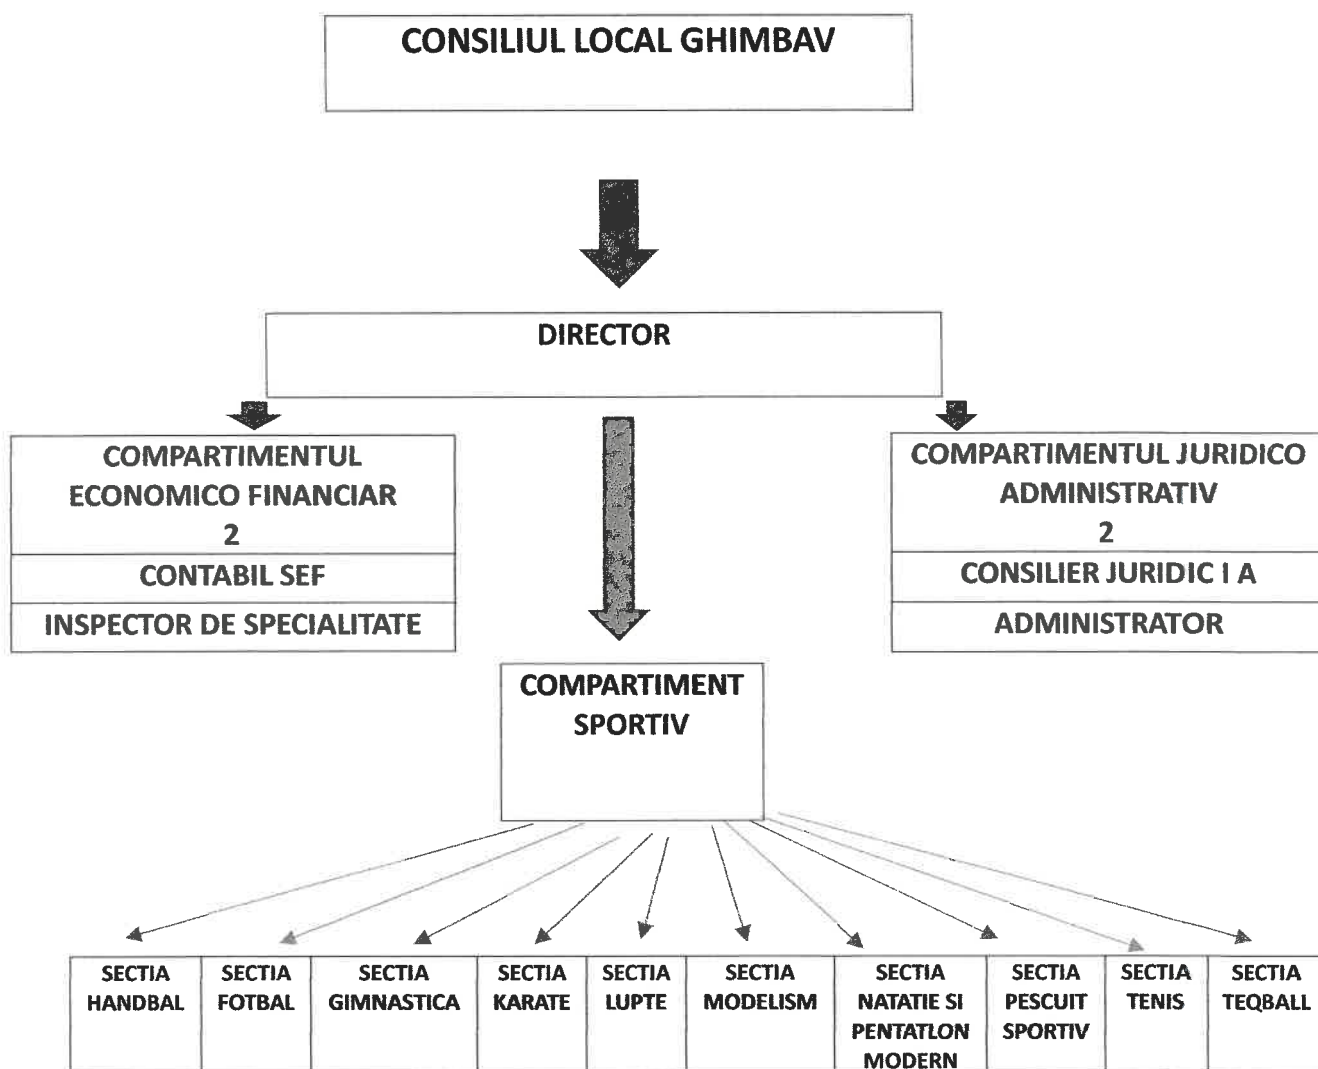 CONSILIUL LOCAL GHIMBAV
DIRECTOR
COMPARTIMENTUL
ECONOMICO FINANCIAR
2
CONTABIL SEF
INSPECTOR DE SPECIALITATE
COMPARTIMENTUL JURIDICO
ADMINISTRATIV
2
CONSILIER JURIDIC I A
ADMINISTRATOR
COMPARTIMENT
SPORTIV
SECTIA
HANDBAL
SECTIA
FOTBAL
SECTIA
GIMNASTICA
SECTIA
KARATE
SECTIA
LUPTE
SECTIA
MODELISM
SECTIA
NATATIE SI
PENTATLON
MODERN
SECTIA
PESCUIT
SPORTIV
SECTIA
TENIS
SECTIA
TEQBALL